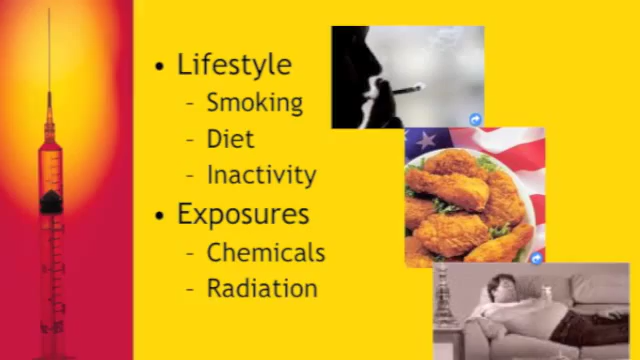 • Lifestyle
– Smoking
– Diet
– Inactivity
• Exposures
– Chemicals
– Radiation